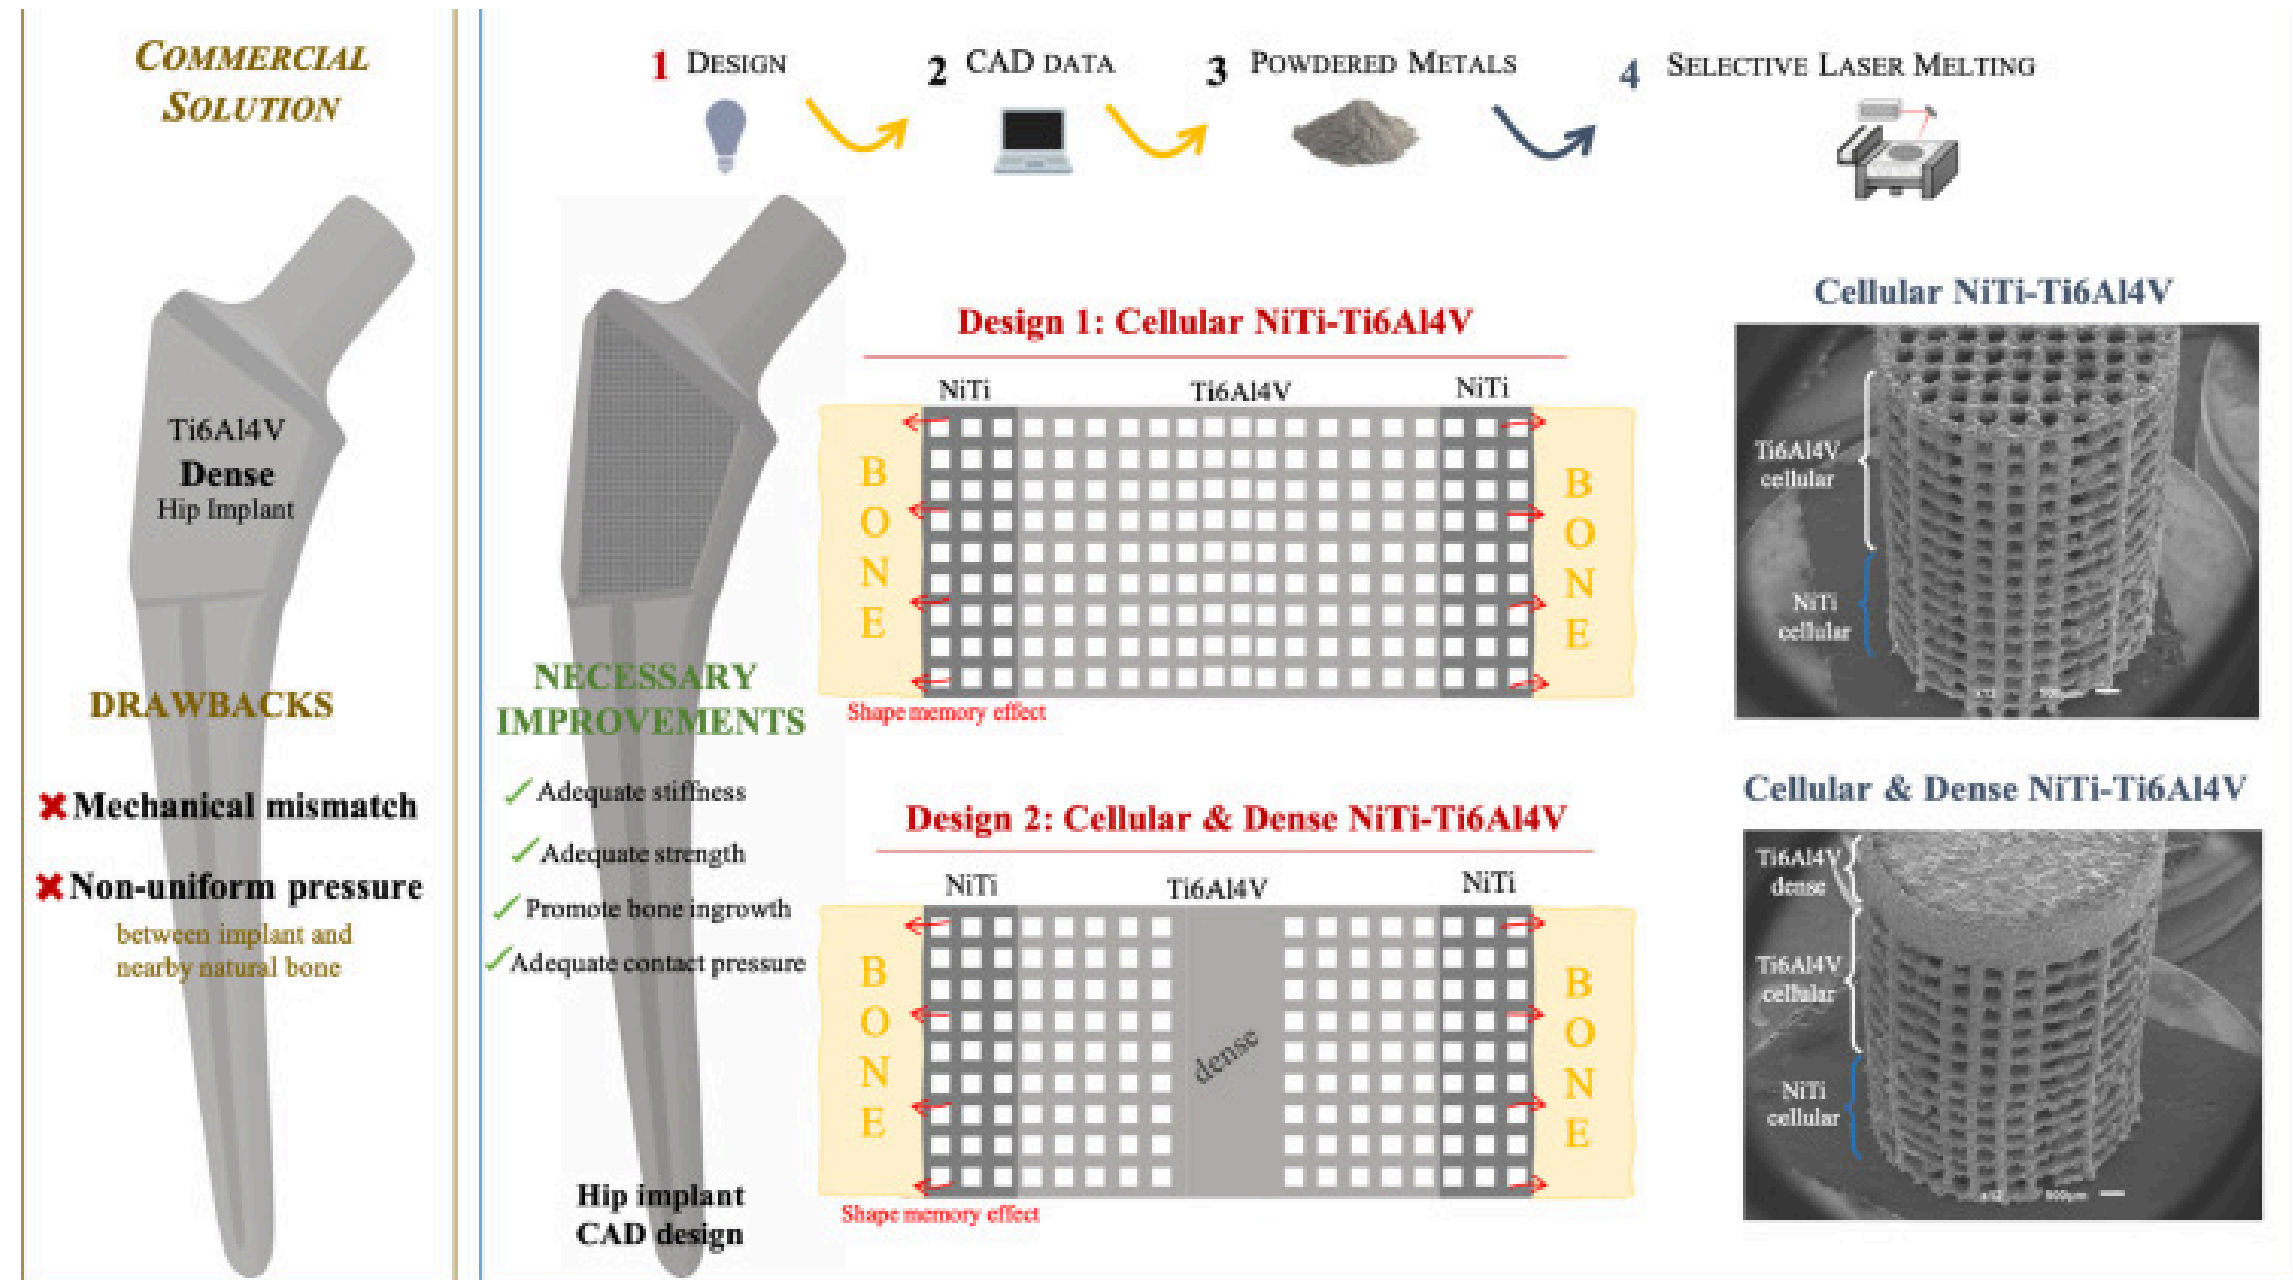 COMMERCIAL
SOLUTION
Ti6Al4V
Dense
Hip Implant
DRAWBACKS
Mechanical mismatch
Non-uniform pressure
between implant and
nearby natural bone
1 DESIGN
2 CAD DATA
3 POWDERED METALS
4 SELECTIVE LASER MELTING
NECESSARY
IMPROVEMENTS
Adequate stiffness
Adequate strength
Promote bone ingrowth
Adequate contact pressure
Hip implant
CAD design
Design 1: Cellular NiTi-Ti6Al4V
NiTi
Ti6Al4V
NiTi
BONE
BONE
Shape memory effect
Design 2: Cellular & Dense NiTi-Ti6Al4V
NiTi
Ti6Al4V
NiTi
BONE
dense
BONE
Shape memory effect
Cellular NiTi-Ti6Al4V
Ti6Al4V
cellular
NiTi
cellular
Cellular & Dense NiTi-Ti6Al4V
Ti6Al4V
dense
Ti6Al4V
cellular
NiTi
cellular